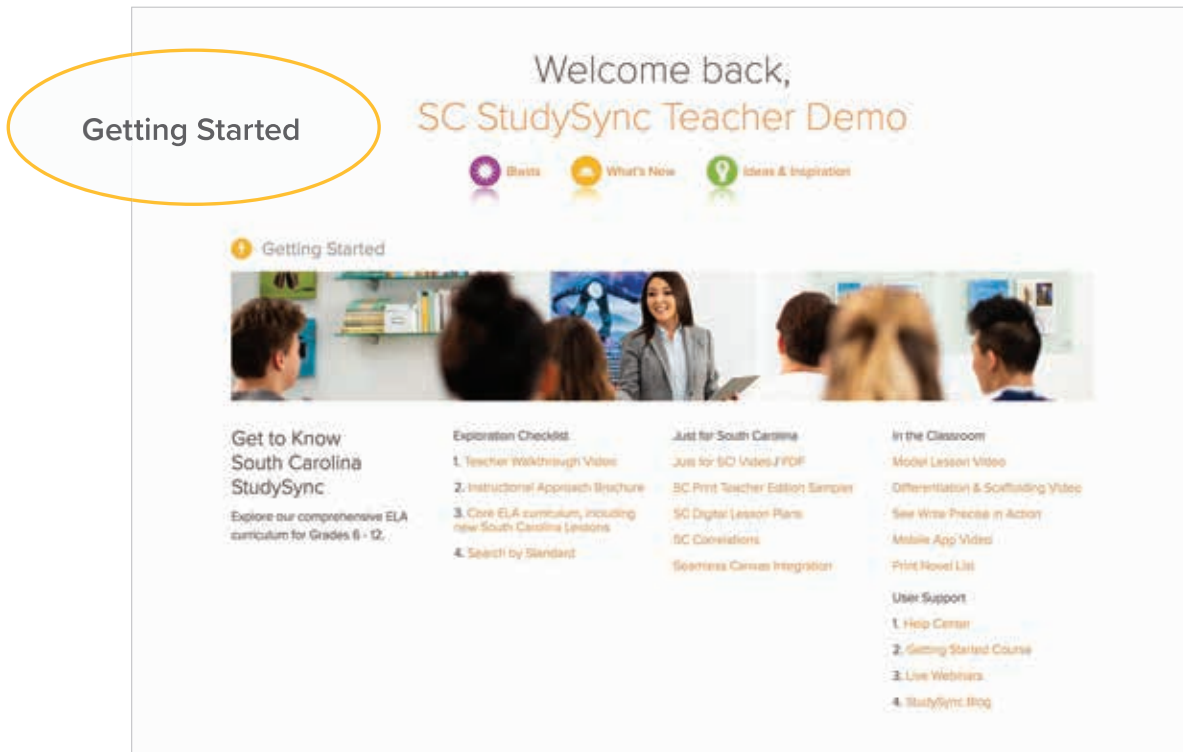 Getting Started
Welcome back,
SC StudySync Teacher Demo
Blasts
What's New
Ideas & Inspiration
Getting Started
Get to Know
South Carolina
StudySync
Explore our comprehensive ELA
curriculum for Grades 6 - 12.
Exploration Checklist
1. Teacher Walkthrough Video
2. Instructional Approach Brochure
3. Core ELA curriculum, including
new South Carolina Lessons
4. Search by Standard
Just for South Carolina
Just for SC! Video / PDF
SC Print Teacher Edition Sampler
SC Digital Lesson Plans
SC Correlations
Seamless Canvas Integration
In the Classroom
Model Lesson Video
Differentiation & Scaffolding Video
See Write Precise in Action
Mobile App Video
Print Novel List
User Support
1. Help Center
2. Getting Started Course
3. Live Webinars
4. StudySync Blog